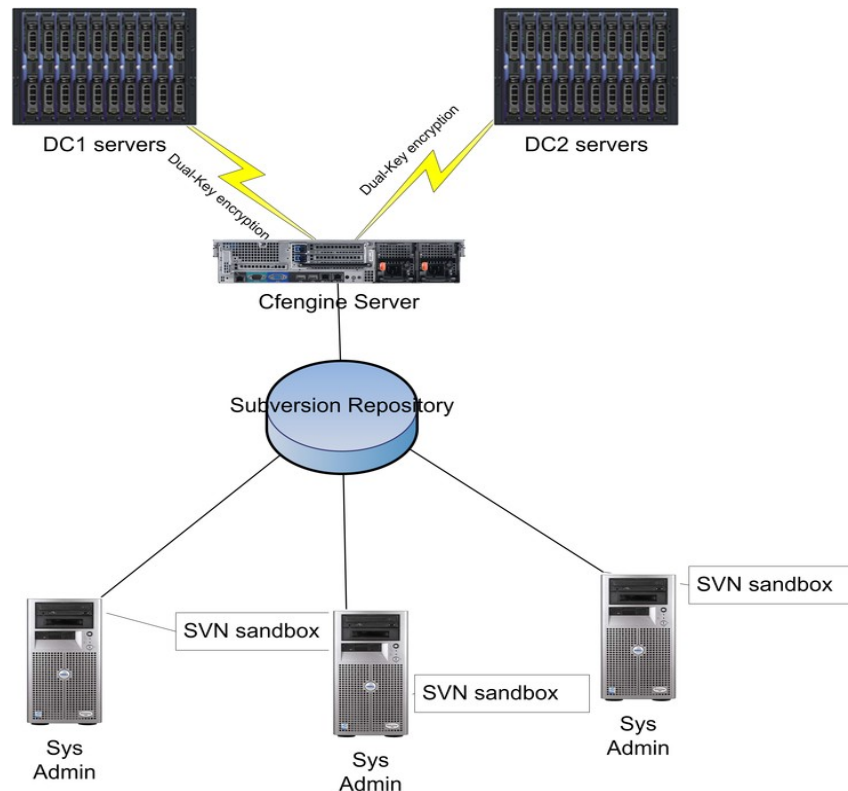 DC1 servers
DC2 servers
Dual-Key encryption
Dual-Key encryption
Cfengine Server
Subversion Repository
SVN sandbox
SVN sandbox
SVN sandbox
Sys
Admin
Sys
Admin
Sys
Admin